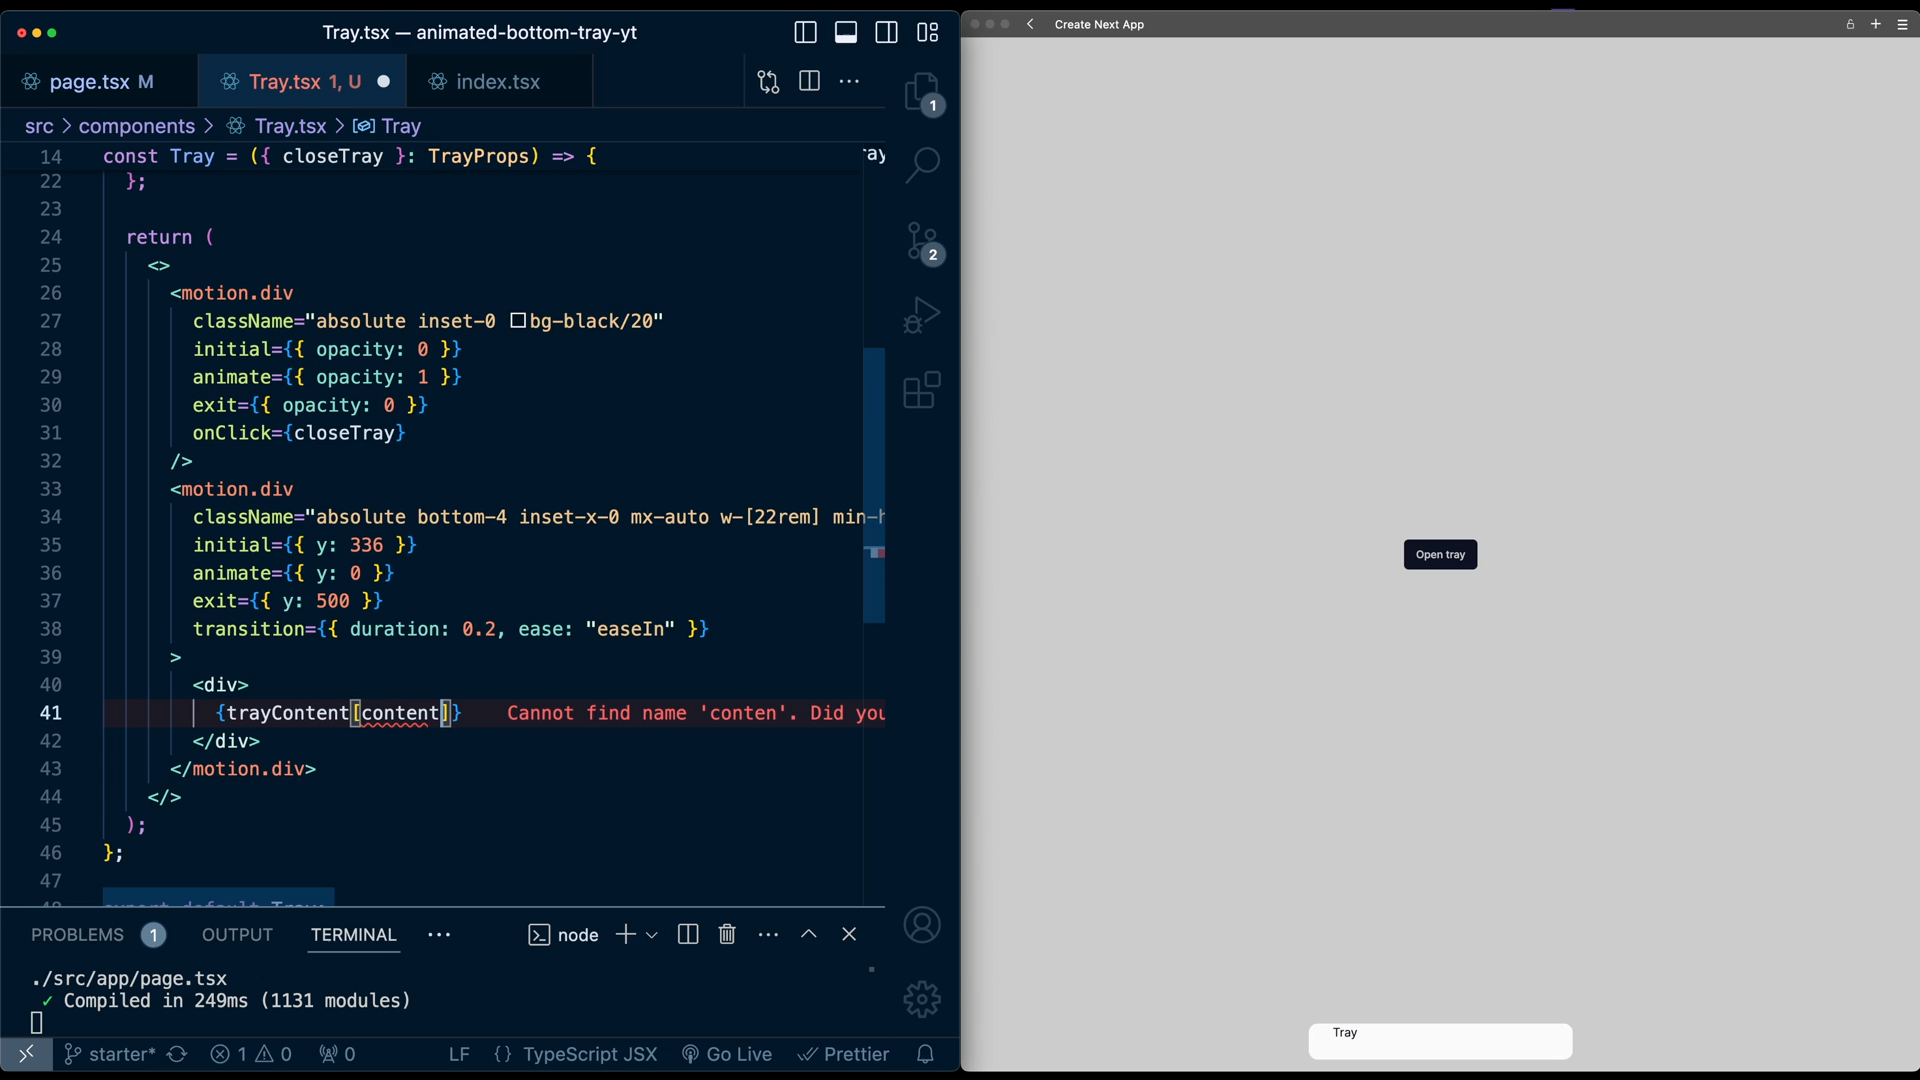 Tray.tsx — animated-bottom-tray-yt
page.tsx M
Tray.tsx 1, U
index.tsx
src > components > Tray.tsx > Tray
14 const Tray = ({ closeTray }: TrayProps) => {
22 };
23
24 return (
25 <>
26 <motion.div
27 className="absolute inset-0 bg-black/20"
28 initial={{ opacity: 0 }}
29 animate={{ opacity: 1 }}
30 exit={{ opacity: 0 }}
31 onClick={closeTray}
32 />
33 <motion.div
34 className="absolute bottom-4 inset-x-0 mx-auto w-[22rem] min-h
35 initial={{ y: 336 }}
36 animate={{ y: 0 }}
37 exit={{ y: 500 }}
38 transition={{ duration: 0.2, ease: "easeIn" }}
39 >
40 <div>
41 {trayContent[content]} Cannot find name 'conten'. Did you
42 </div>
43 </motion.div>
44 </>
45 );
46 };
47
48 export default Tray;
1
2
PROBLEMS 1 OUTPUT TERMINAL ···
node
./src/app/page.tsx
✓ Compiled in 249ms (1131 modules)
starter* 1 0 0 LF {} TypeScript JSX Go Live Prettier
Create Next App
Open tray
Tray